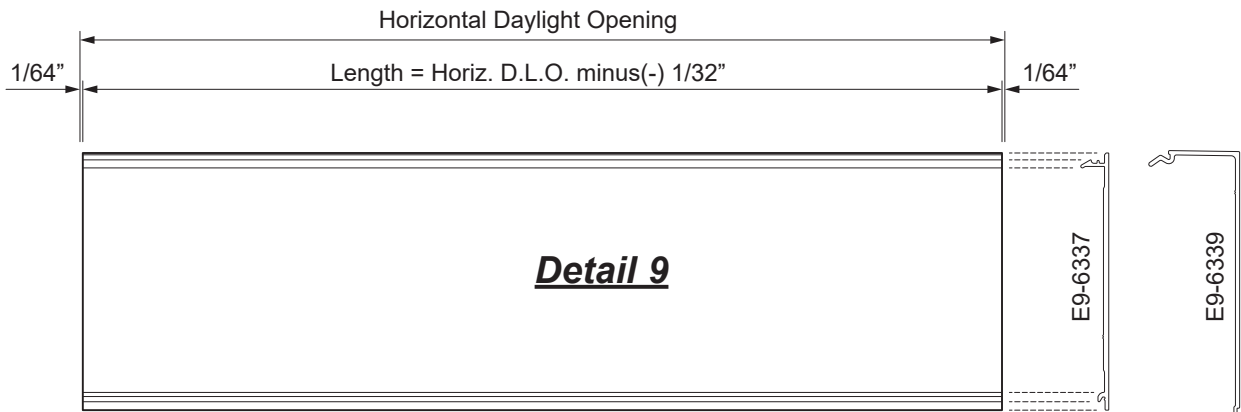 Horizontal Daylight Opening
1/64”
Length = Horiz. D.L.O. minus(-) 1/32”
1/64”
Detail 9
E9-6337
E9-6339